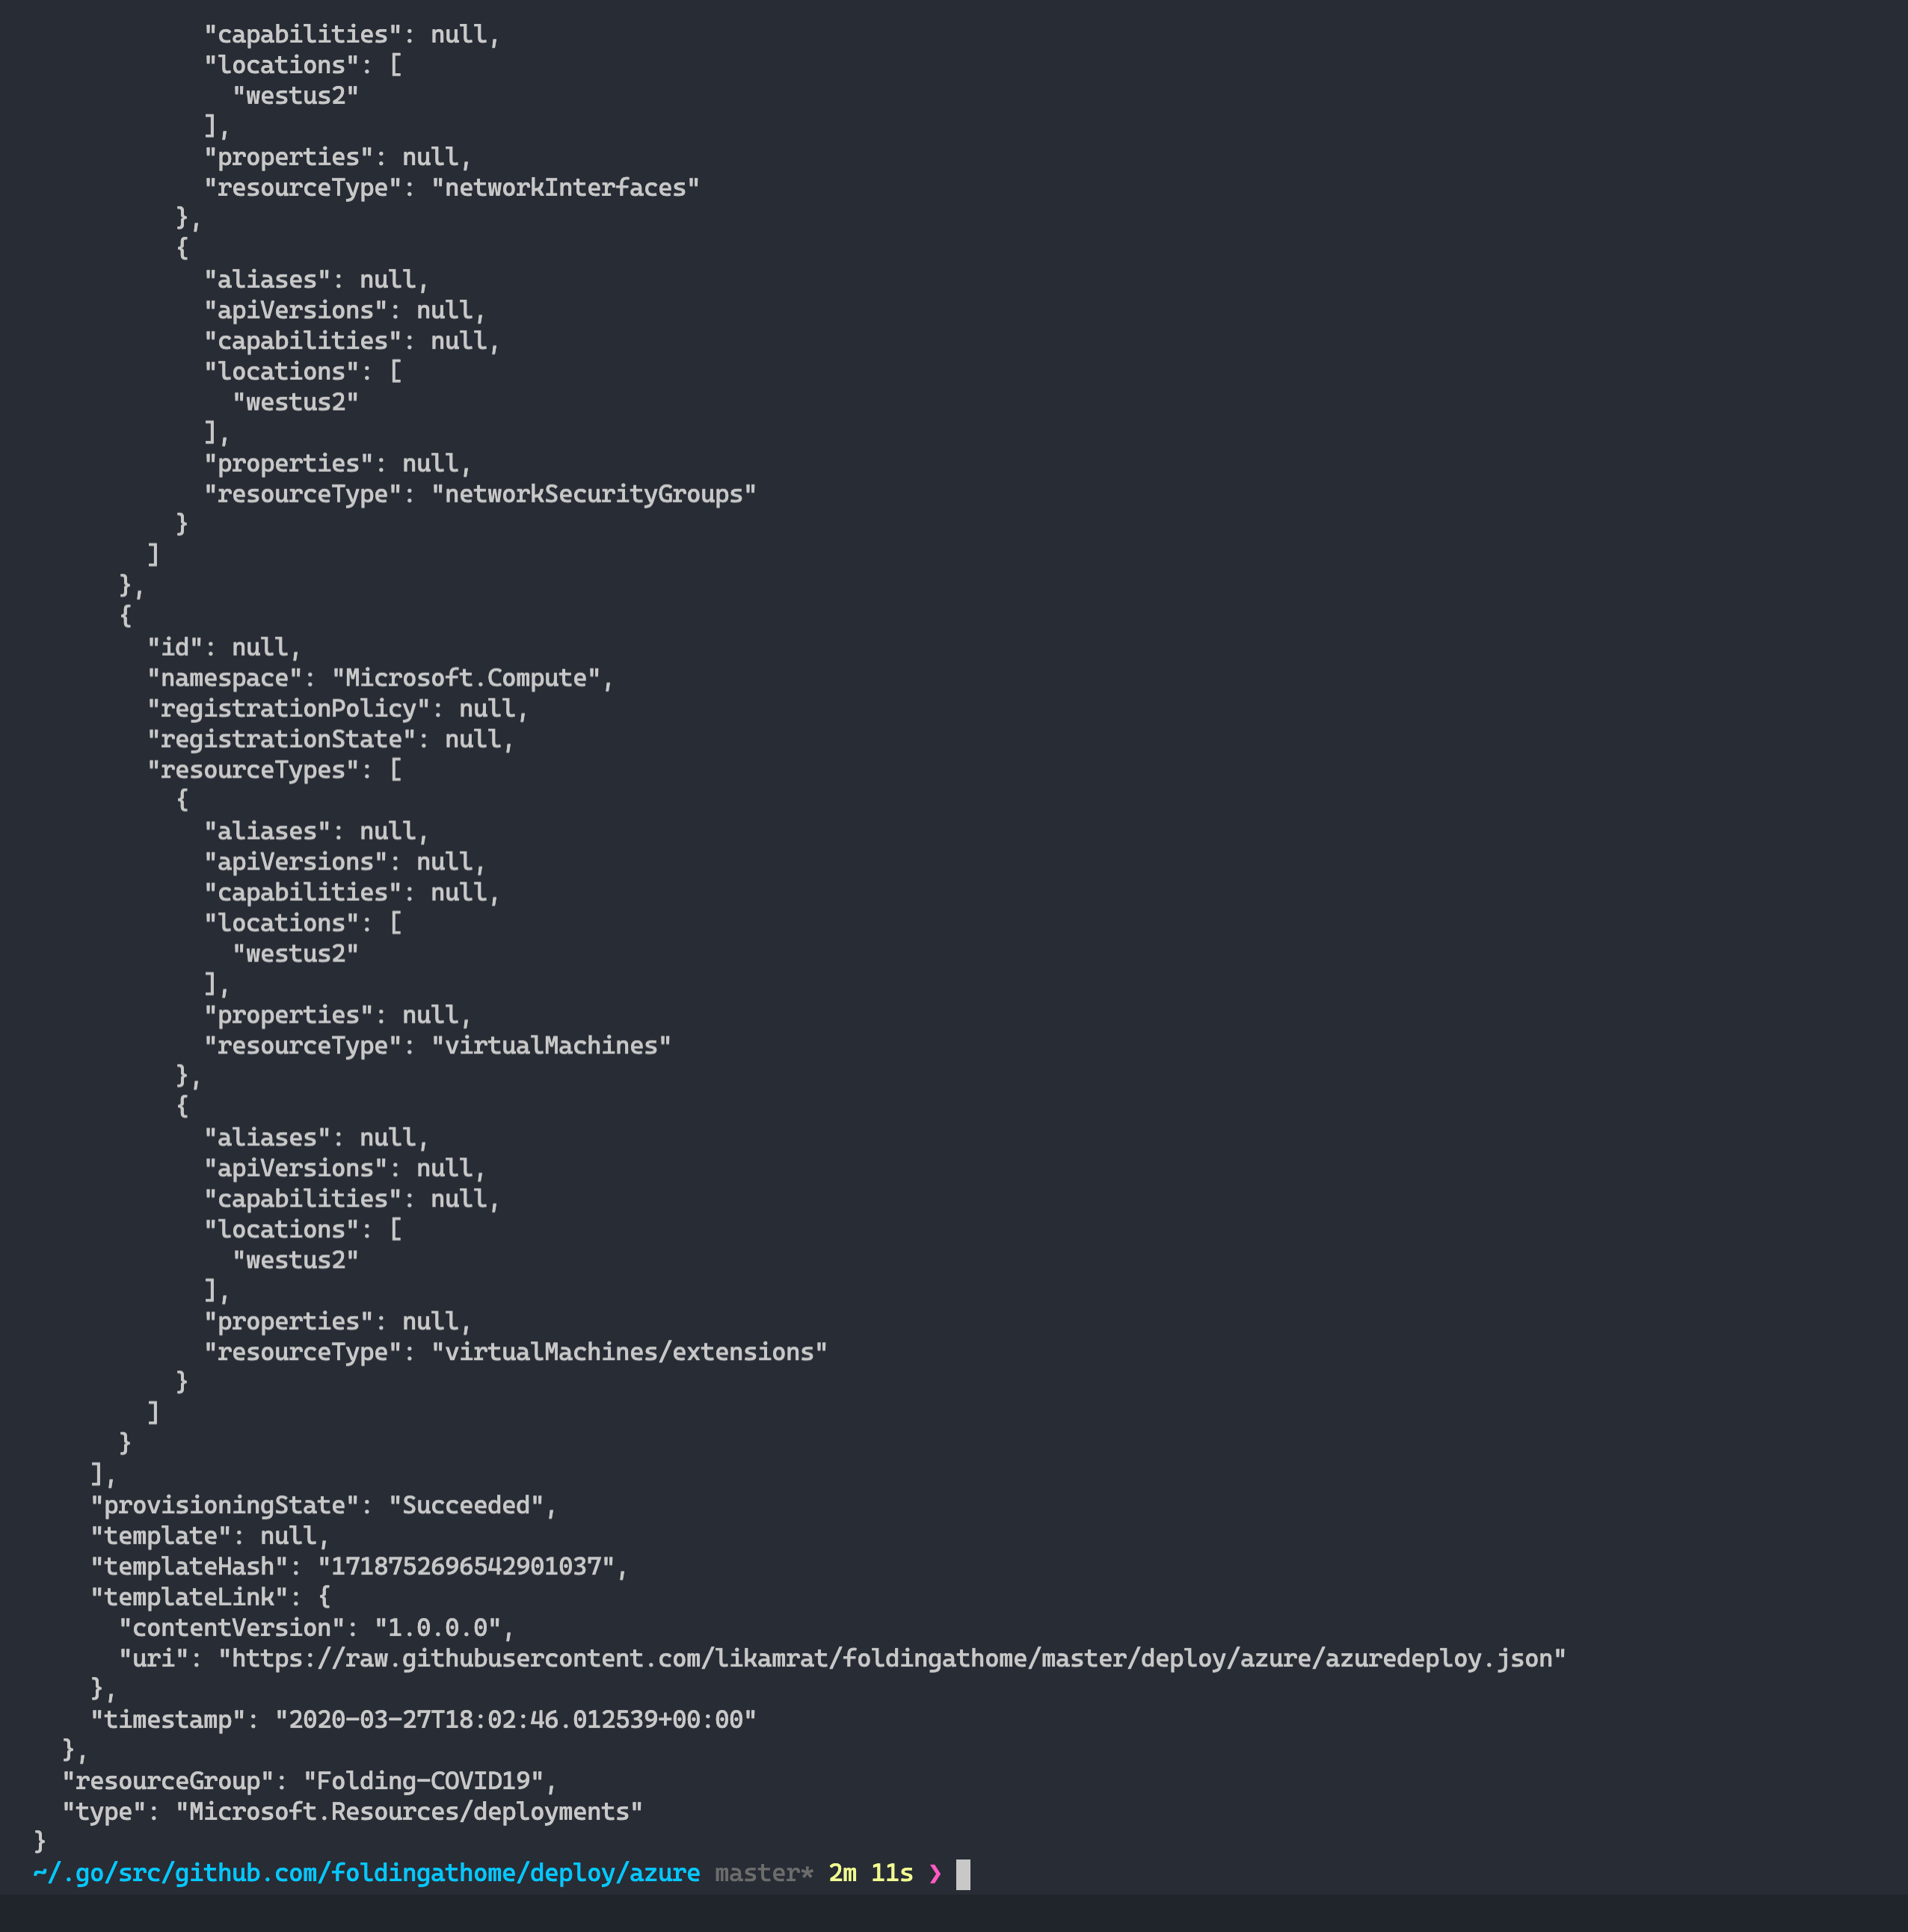 "capabilities": null,
"locations": [
"westus2"
],
"properties": null,
"resourceType": "networkInterfaces"
},
{
"aliases": null,
"apiVersions": null,
"capabilities": null,
"locations": [
"westus2"
],
"properties": null,
"resourceType": "networkSecurityGroups"
}
]
},
{
"id": null,
"namespace": "Microsoft.Compute",
"registrationPolicy": null,
"registrationState": null,
"resourceTypes": [
{
"aliases": null,
"apiVersions": null,
"capabilities": null,
"locations": [
"westus2"
],
"properties": null,
"resourceType": "virtualMachines"
},
{
"aliases": null,
"apiVersions": null,
"capabilities": null,
"locations": [
"westus2"
],
"properties": null,
"resourceType": "virtualMachines/extensions"
}
]
}
],
"provisioningState": "Succeeded",
"template": null,
"templateHash": "1718752696542901037",
"templateLink": {
"contentVersion": "1.0.0.0",
"uri": "https://raw.githubusercontent.com/likamrat/foldingathome/master/deploy/azure/azuredeploy.json"
},
"timestamp": "2020-03-27T18:02:46.012539+00:00"
},
"resourceGroup": "Folding-COVID19",
"type": "Microsoft.Resources/deployments"
}
~/.go/src/github.com/foldingathome/deploy/azure master* 2m 11s ❯